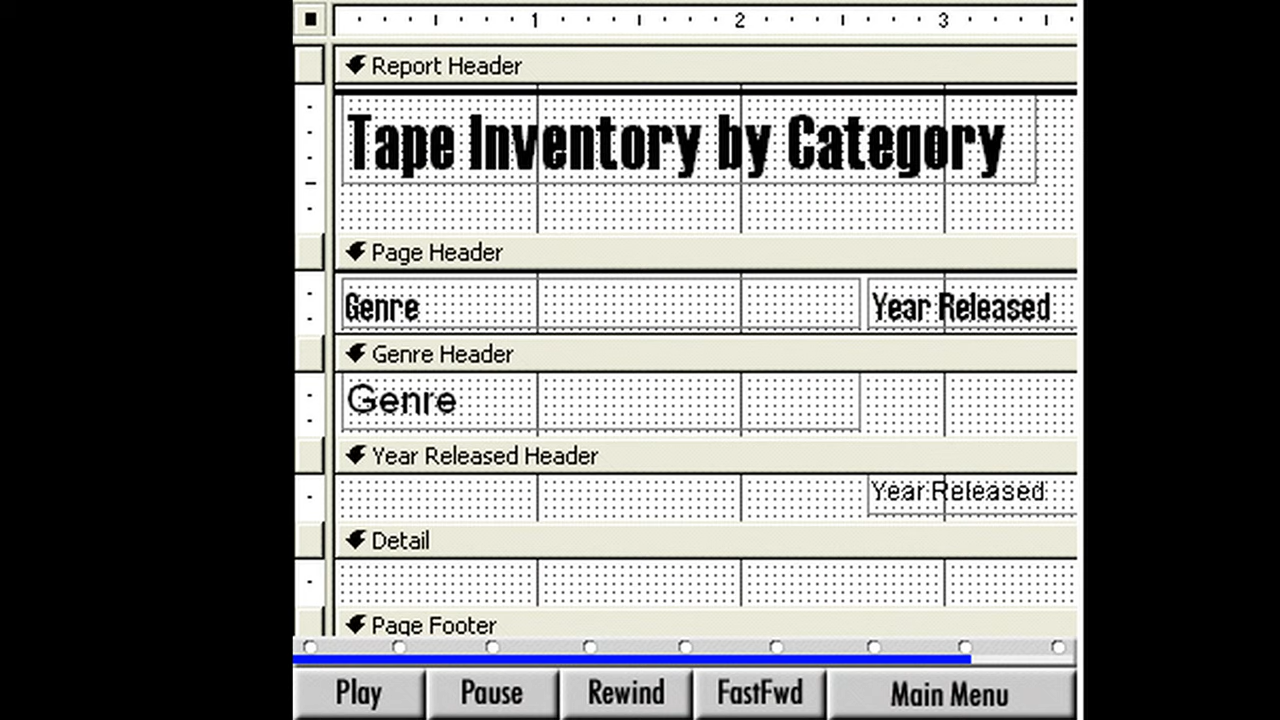 1 2 3
Report Header
Tape Inventory by Category
Page Header
Genre Year Released
Genre Header
Genre
Year Released Header
Year Released
Detail
Page Footer
Play Pause Rewind FastFwd Main Menu